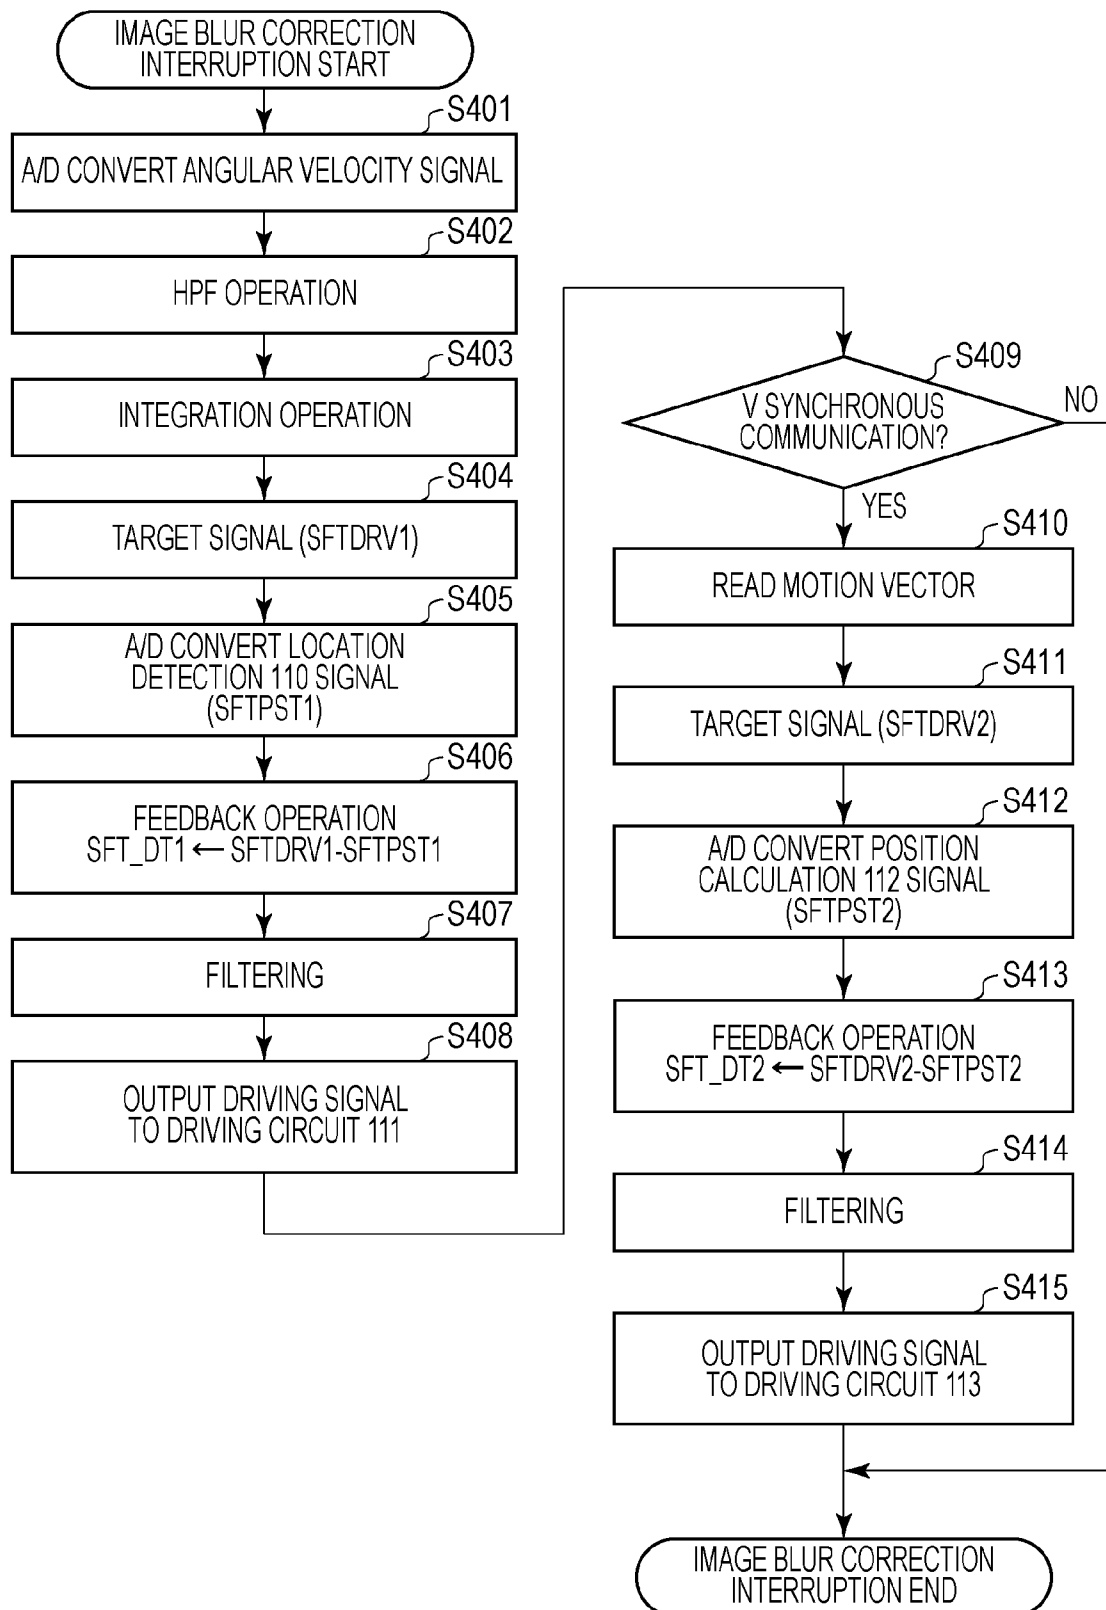 IMAGE BLUR CORRECTION
INTERRUPTION START
S401
A/D CONVERT ANGULAR VELOCITY SIGNAL
S402
HPF OPERATION
S403
INTEGRATION OPERATION
S404
TARGET SIGNAL (SFTDRV1)
S405
A/D CONVERT LOCATION
DETECTION 110 SIGNAL
(SFTPST1)
S406
FEEDBACK OPERATION
SFT_DT1 ← SFTDRV1-SFTPST1
S407
FILTERING
S408
OUTPUT DRIVING SIGNAL
TO DRIVING CIRCUIT 111
S409
V SYNCHRONOUS
COMMUNICATION?
NO
YES
S410
READ MOTION VECTOR
S411
TARGET SIGNAL (SFTDRV2)
S412
A/D CONVERT POSITION
CALCULATION 112 SIGNAL
(SFTPST2)
S413
FEEDBACK OPERATION
SFT_DT2 ← SFTDRV2-SFTPST2
S414
FILTERING
S415
OUTPUT DRIVING SIGNAL
TO DRIVING CIRCUIT 113
IMAGE BLUR CORRECTION
INTERRUPTION END